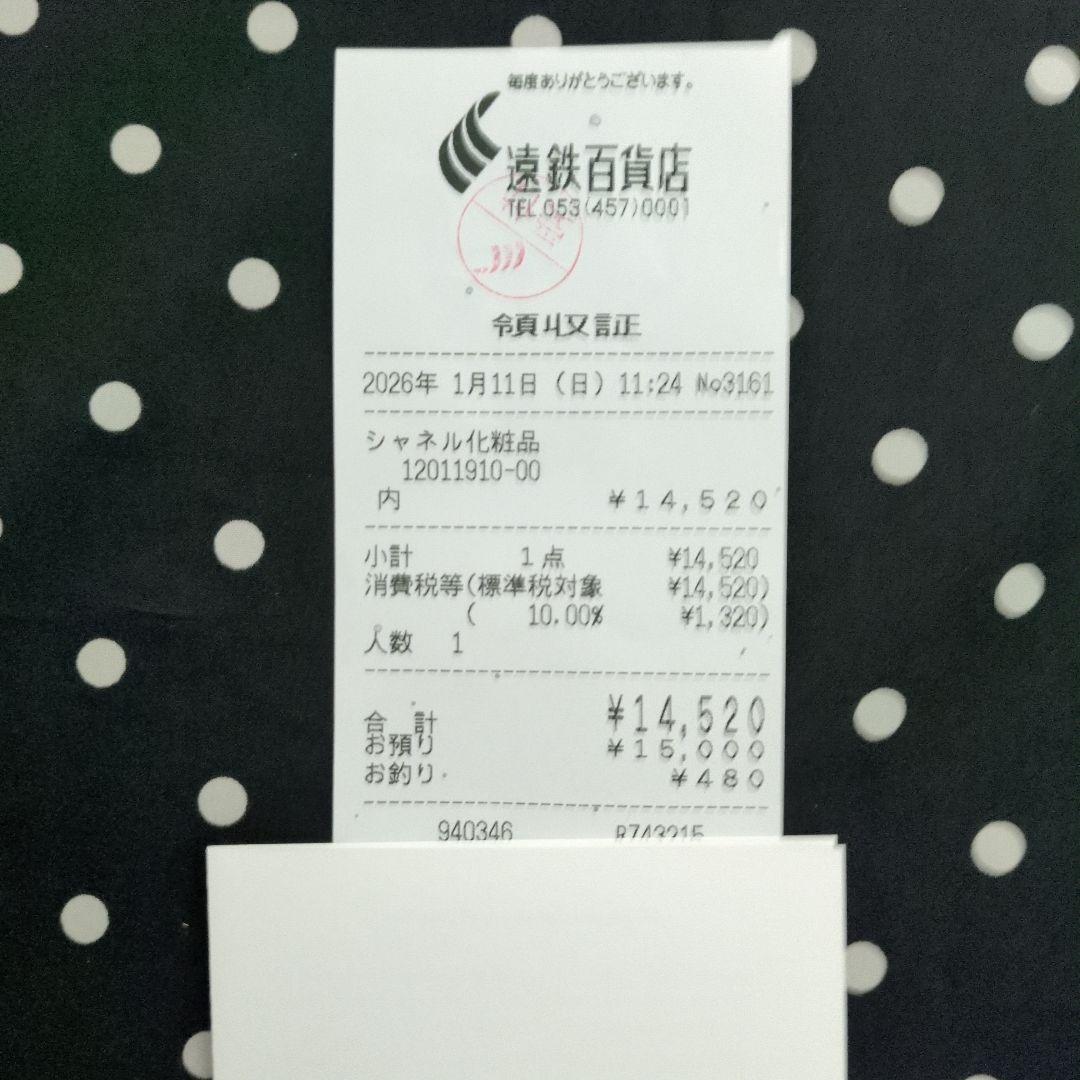 毎度ありがとうございます。
遠鉄百貨店
TEL 053(457)0001
領収証
2026年 1月11日 (日) 11:24 No3161
シャネル化粧品
12011910-00
内 ¥14,520
小計 1点 ¥14,520
消費税等(標準税対象 ¥14,520)
( 10.00% ¥1,320)
人数 1
合計 ¥14,520
お預り ¥15,000
お釣り ¥480
940346 R743215